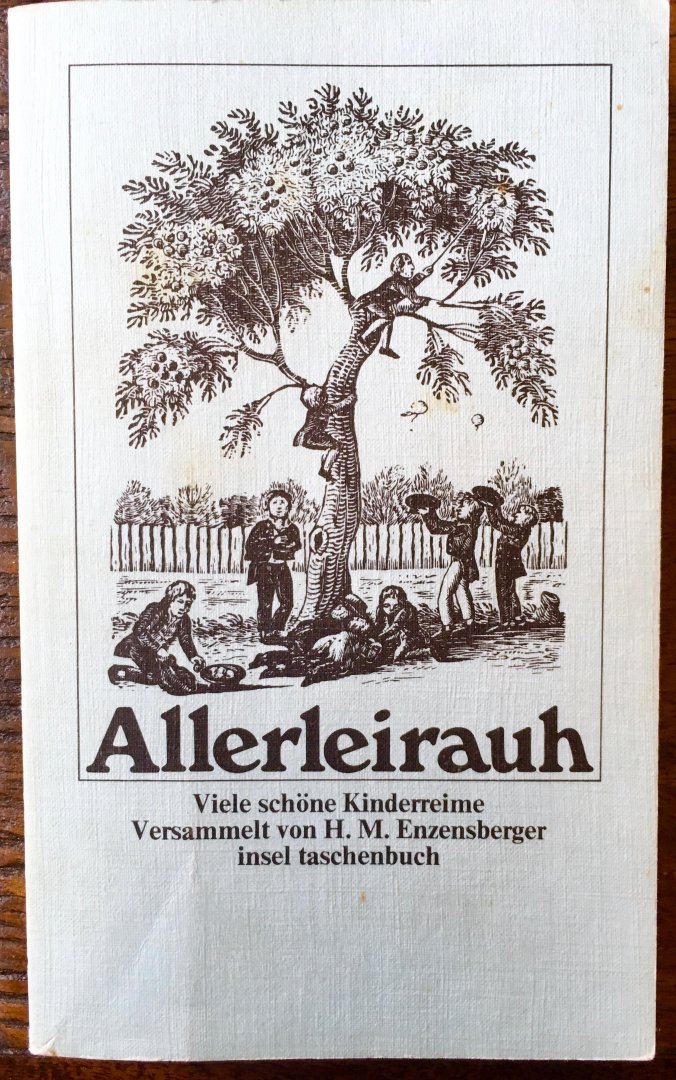 Allerleirauh
Viele schöne Kinderreime
Versammelt von H. M. Enzensberger
insel taschenbuch